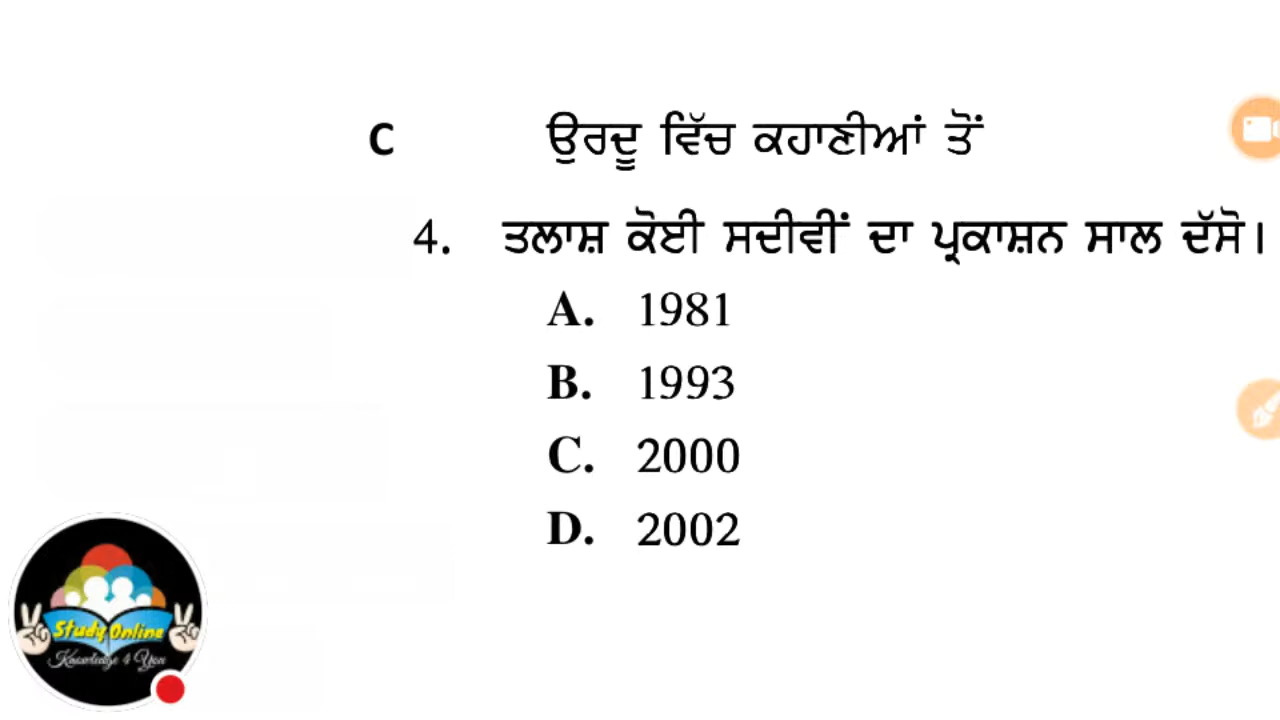 C ਉਰਦੂ ਵਿੱਚ ਕਹਾਣੀਆਂ ਤੋਂ
4. ਤਲਾਸ਼ ਕੋਈ ਸਦੀਵੀਂ ਦਾ ਪ੍ਰਕਾਸ਼ਨ ਸਾਲ ਦੱਸੋ।
A. 1981
B. 1993
C. 2000
D. 2002
Study Online
Knowledge 4 You